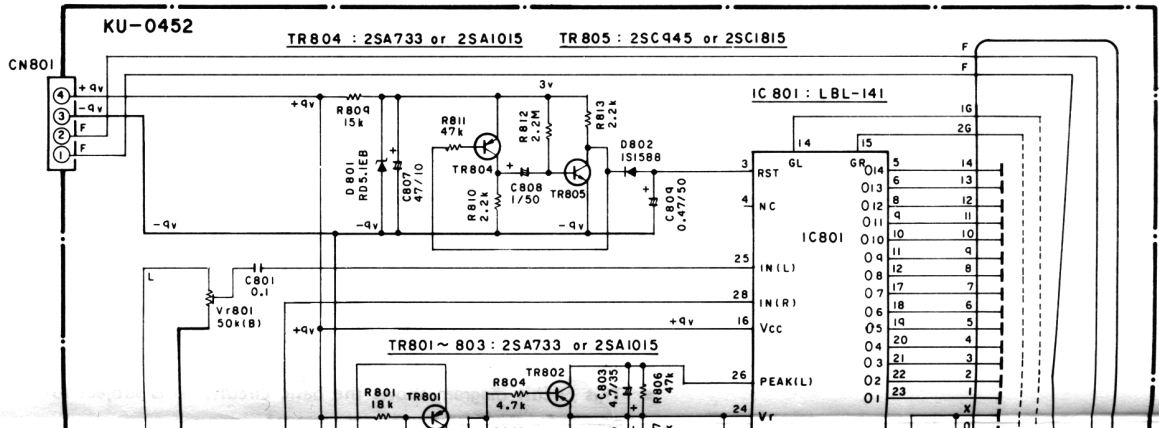 KU-0452
TR804 : 2SA733 or 2SA1015 TR805 : 2SC945 or 2SC1815
CN801
F
F
4 +9v
3 -9v
2 F
1 F
+9v
R809
15k
3v
IC801 : LBL-141
1G
2G
R811
47k
R812
2.2M
R813
2.2k
D801
RD5.1EB
C807
47/10
TR804
C808
1/50
TR805
R810
2.2k
D802
1S1588
C809
0.47/50
-9v
-9v
14 15
GL GR
3 RST
4 NC
IC801
5 O14 14
6 O13 13
8 O12 12
9 O11 11
10 O10 10
11 O9 9
12 O8 8
17 O7 7
18 O6 6
19 O5 5
20 O4 4
21 O3 3
22 O2 2
23 O1 1
X
L
C801
0.1
Vr801
50k(B)
25 IN(L)
28 IN(R)
+9v
+9v 16 Vcc
TR801~803 : 2SA733 or 2SA1015
26 PEAK(L)
24 Vr
R801
18k
TR801
R804
4.7k
TR802
C803
4.7/35
R806
47k
+9v